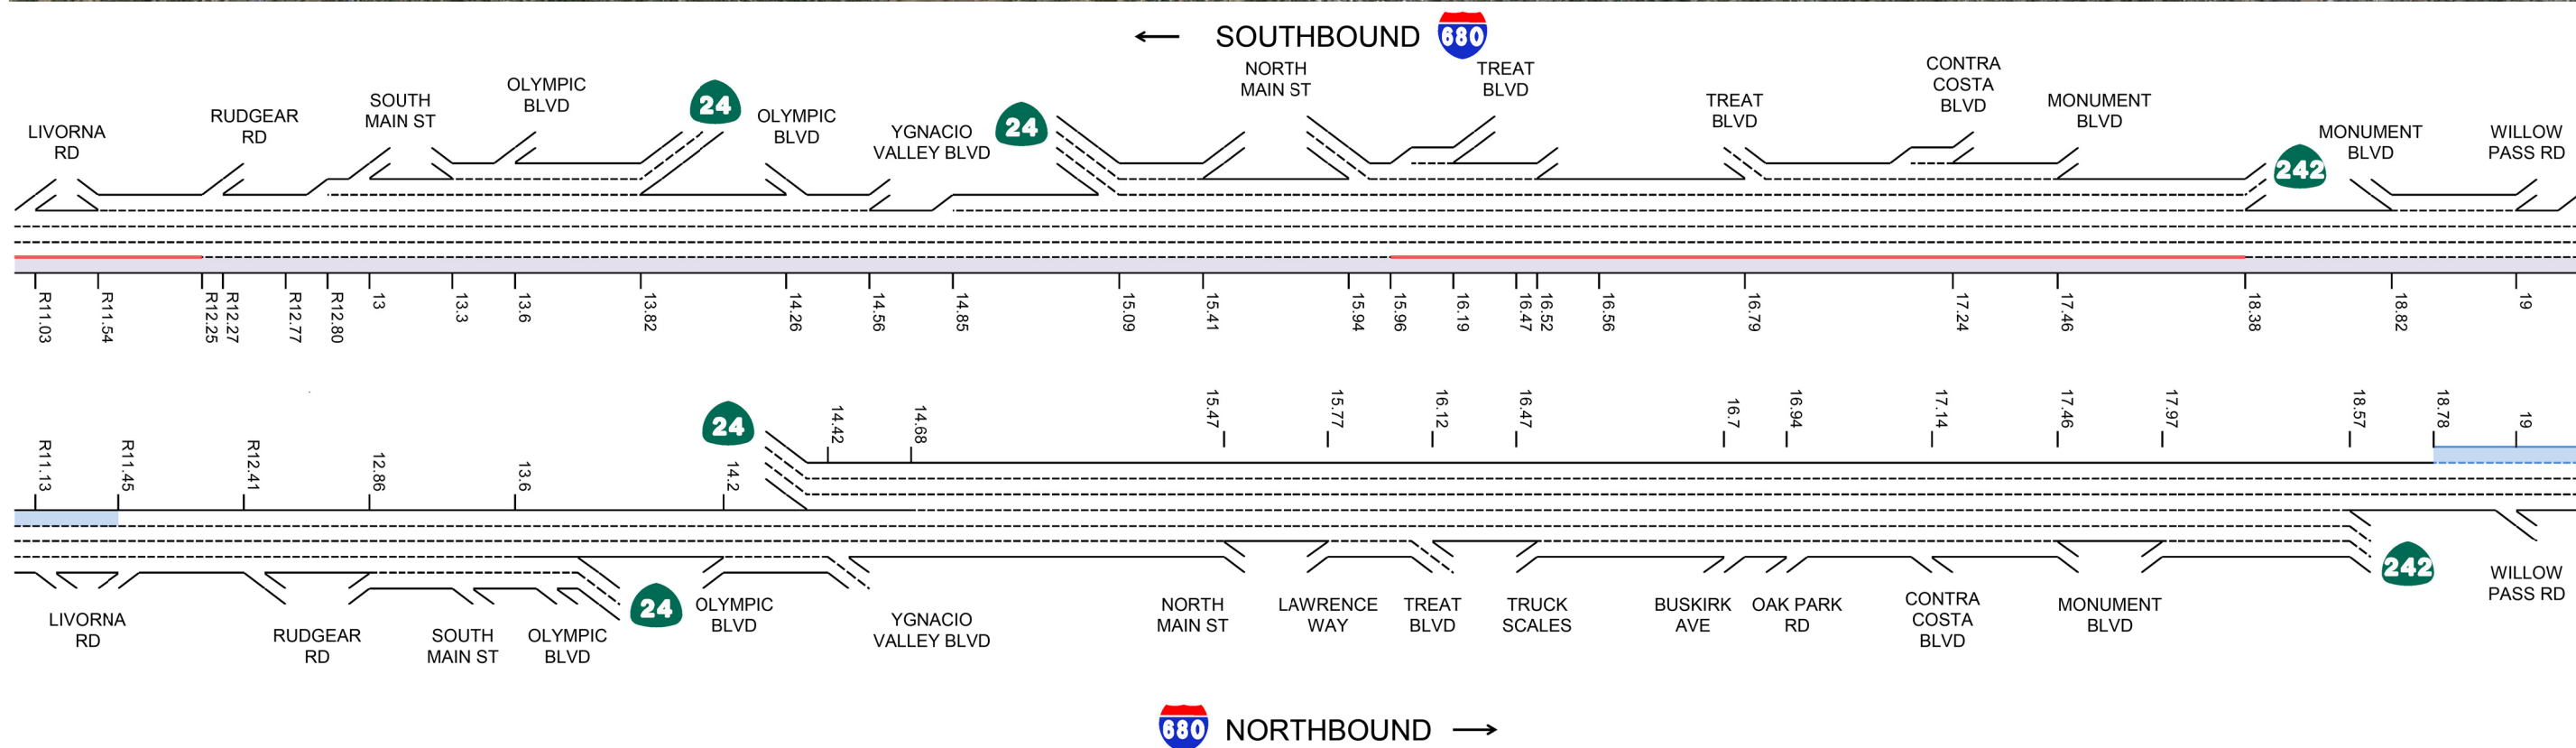 ← SOUTHBOUND 680
LIVORNA
RD
RUDGEAR
RD
SOUTH
MAIN ST
OLYMPIC
BLVD
24
OLYMPIC
BLVD
YGNACIO
VALLEY BLVD
24
NORTH
MAIN ST
TREAT
BLVD
TREAT
BLVD
CONTRA
COSTA
BLVD
MONUMENT
BLVD
242
MONUMENT
BLVD
WILLOW
PASS RD
R11.03
R11.54
R12.25
R12.27
R12.77
R12.80
13
13.3
13.6
13.82
14.26
14.56
14.85
15.09
15.41
15.94
15.96
16.19
16.47
16.52
16.56
16.79
17.24
17.46
18.38
18.82
19
R11.13
R11.45
R12.41
12.86
13.6
14.2
24
14.42
14.68
15.47
15.77
16.12
16.47
16.7
16.94
17.14
17.46
17.97
18.57
18.78
19
LIVORNA
RD
RUDGEAR
RD
SOUTH
MAIN ST
OLYMPIC
BLVD
24
OLYMPIC
BLVD
YGNACIO
VALLEY BLVD
NORTH
MAIN ST
LAWRENCE
WAY
TREAT
BLVD
TRUCK
SCALES
BUSKIRK
AVE
OAK PARK
RD
CONTRA
COSTA
BLVD
MONUMENT
BLVD
242
WILLOW
PASS RD
680 NORTHBOUND →